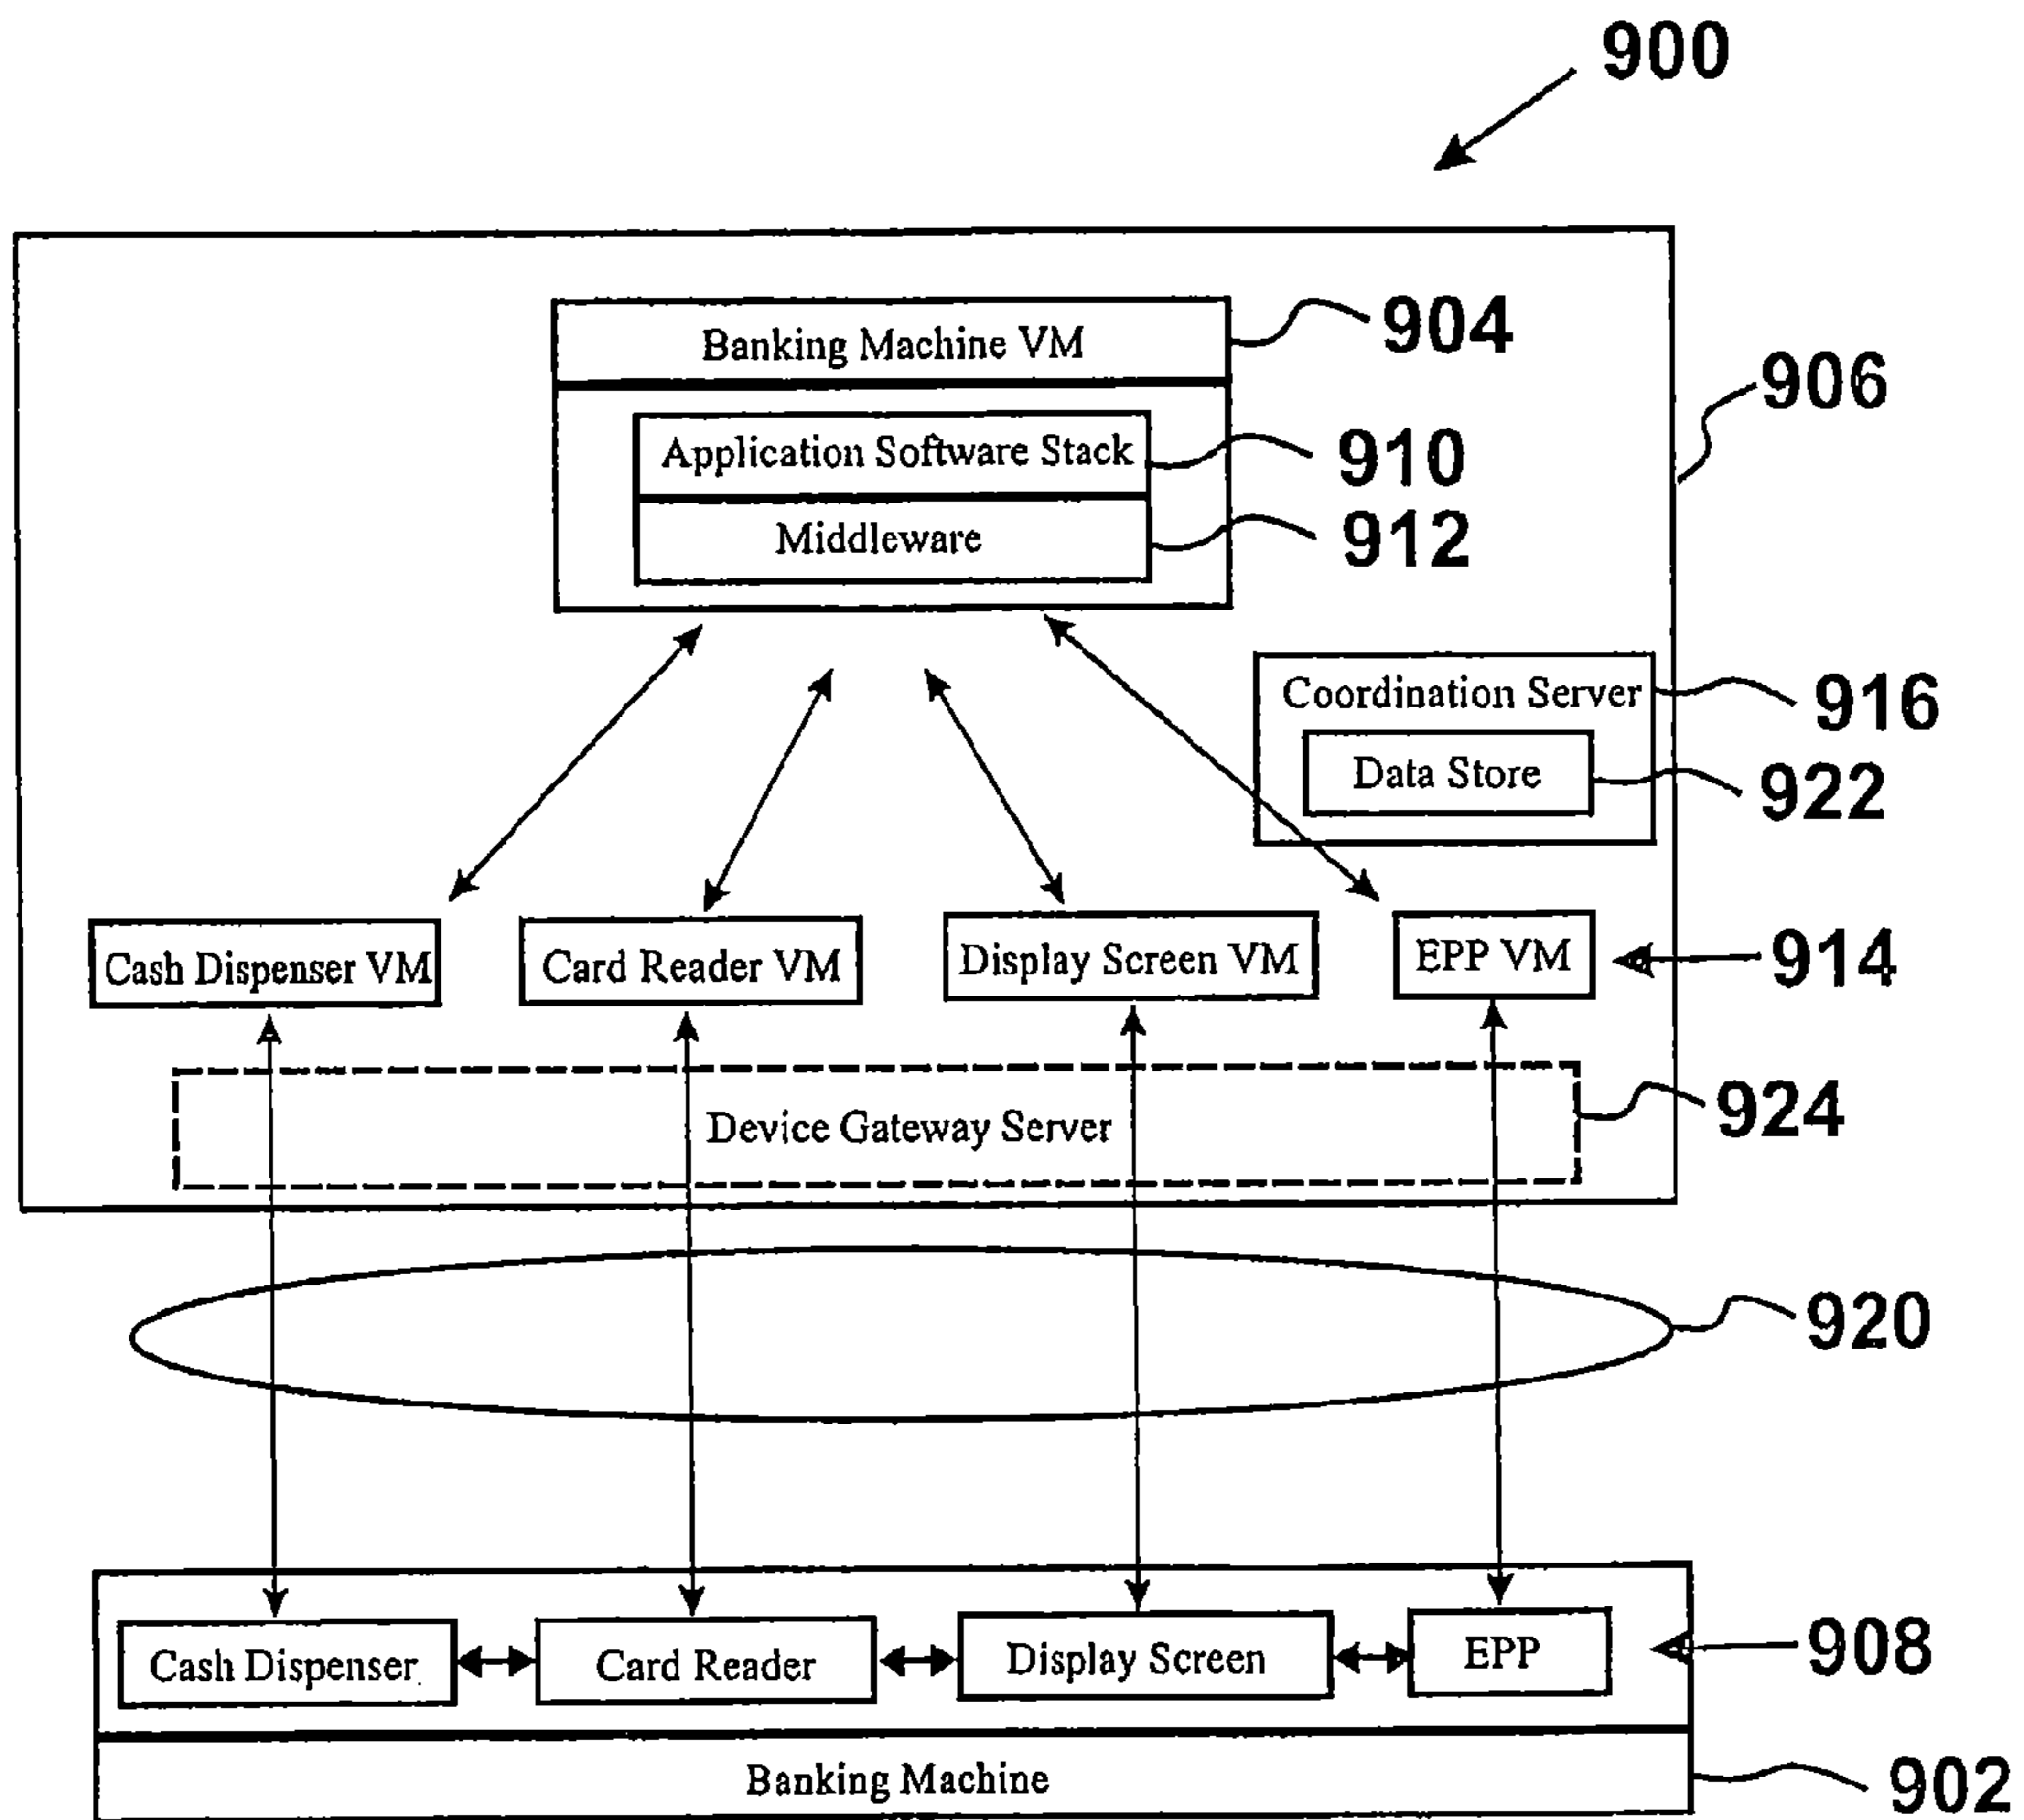 900
Banking Machine VM
904
906
Application Software Stack
910
Middleware
912
Coordination Server
916
Data Store
922
Cash Dispenser VM
Card Reader VM
Display Screen VM
EPP VM
914
Device Gateway Server
924
920
Cash Dispenser
Card Reader
Display Screen
EPP
908
Banking Machine
902